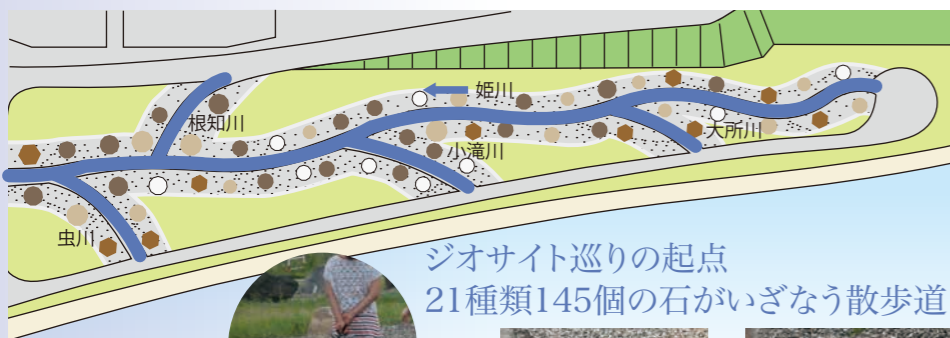 姫川
根知川
大所川
小滝川
虫川
ジオサイト巡りの起点
21種類145個の石がいざなう散歩道